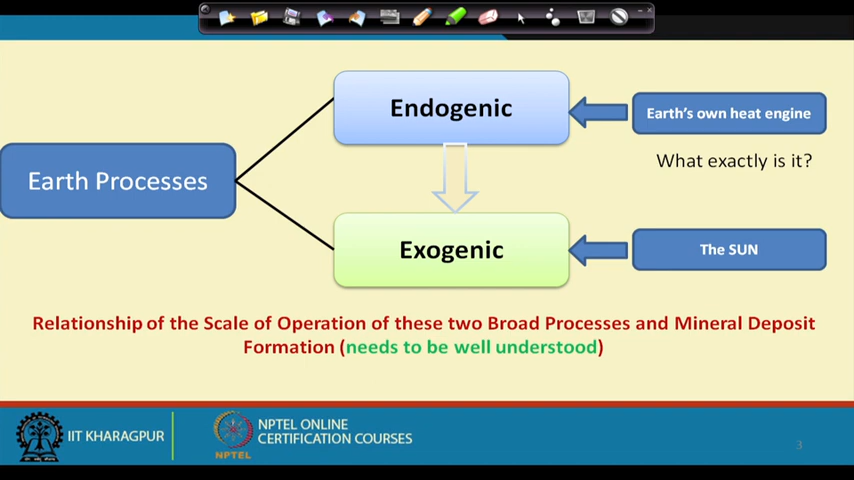 Endogenic
Earth's own heat engine
What exactly is it?
Earth Processes
Exogenic
The SUN
Relationship of the Scale of Operation of these two Broad Processes and Mineral Deposit
Formation (needs to be well understood)
IIT KHARAGPUR
NPTEL
NPTEL ONLINE
CERTIFICATION COURSES
3